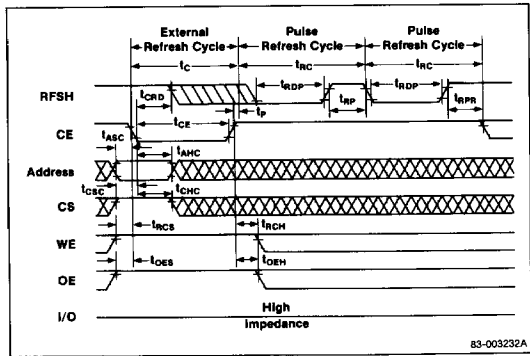 External Refresh Cycle
Pulse Refresh Cycle
Pulse Refresh Cycle
tC
tRC
tRC
tCRD
tRDP
tRDP
RFSH
tCE
tP
tRP
tRPR
CE
tASC
tAHC
Address
tCSC
tCHC
CS
tRCS
tRCH
WE
tOES
tOEH
OE
I/O
High impedance
83-003232A